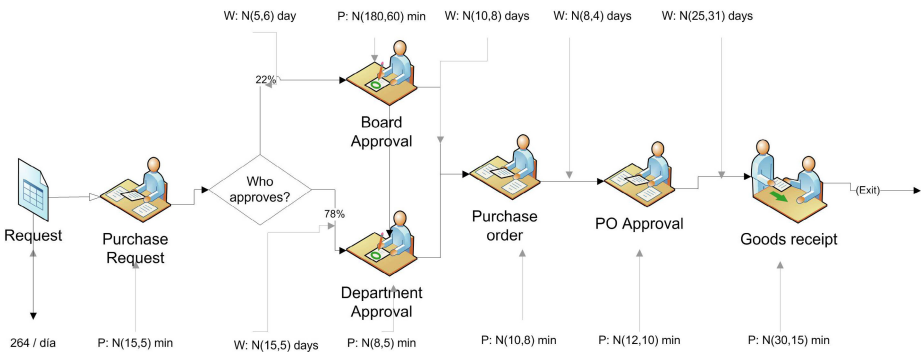 W: N(5,6) day
P: N(180,60) min
W: N(10,8) days
W: N(8,4) days
W: N(25,31) days
22%
Board
Approval
Who
approves?
(Exit)
78%
Request
Purchase
Request
Purchase
order
PO Approval
Goods receipt
Department
Approval
264 / día
P: N(15,5) min
W: N(15,5) days
P: N(8,5) min
P: N(10,8) min
P: N(12,10) min
P: N(30,15) min